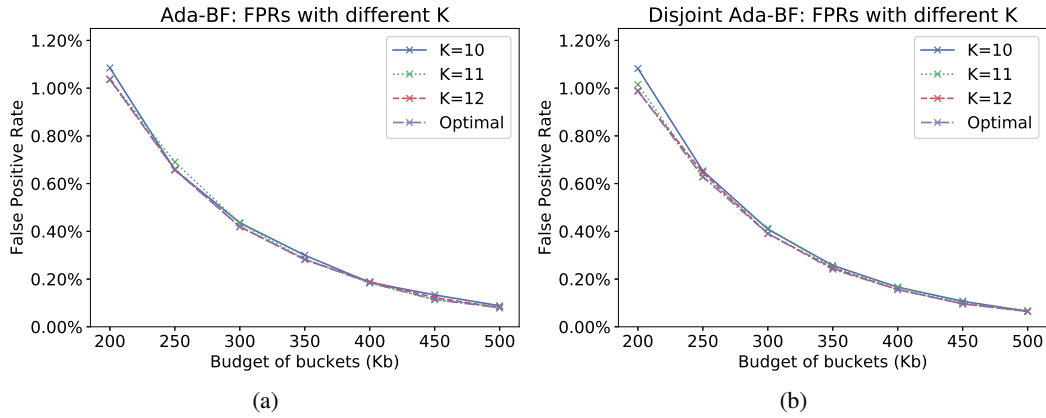 Ada-BF: FPRs with different K
1.20%
1.00%
0.80%
0.60%
0.40%
0.20%
0.00%
False Positive Rate
200 250 300 350 400 450 500
Budget of buckets (Kb)
K=10
K=11
K=12
Optimal
(a)
Disjoint Ada-BF: FPRs with different K
1.20%
1.00%
0.80%
0.60%
0.40%
0.20%
0.00%
False Positive Rate
200 250 300 350 400 450 500
Budget of buckets (Kb)
K=10
K=11
K=12
Optimal
(b)